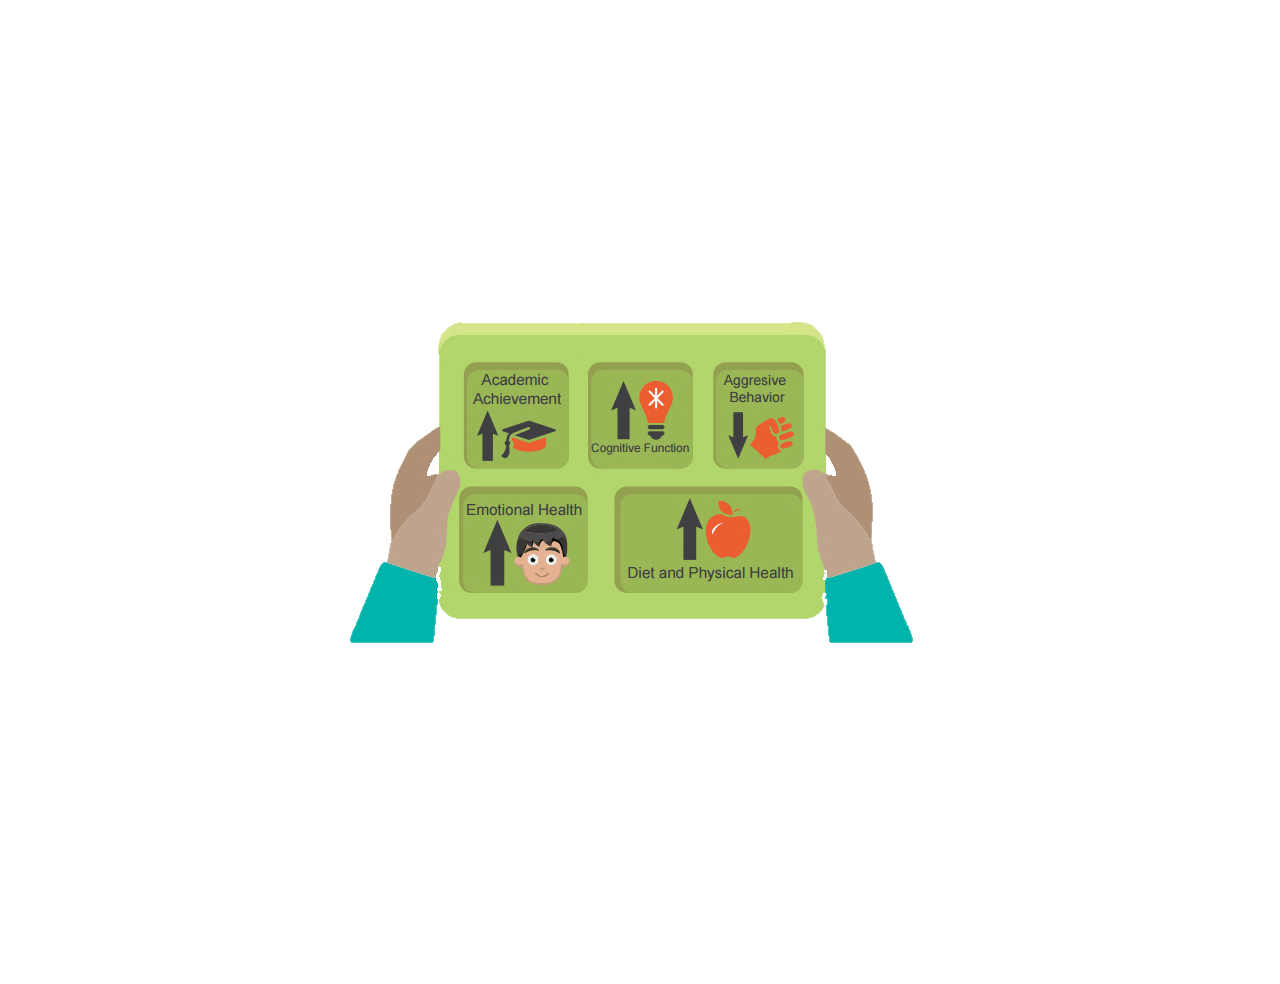 Academic
Achievement
Cognitive Function
Aggresive
Behavior
Emotional Health
Diet and Physical Health